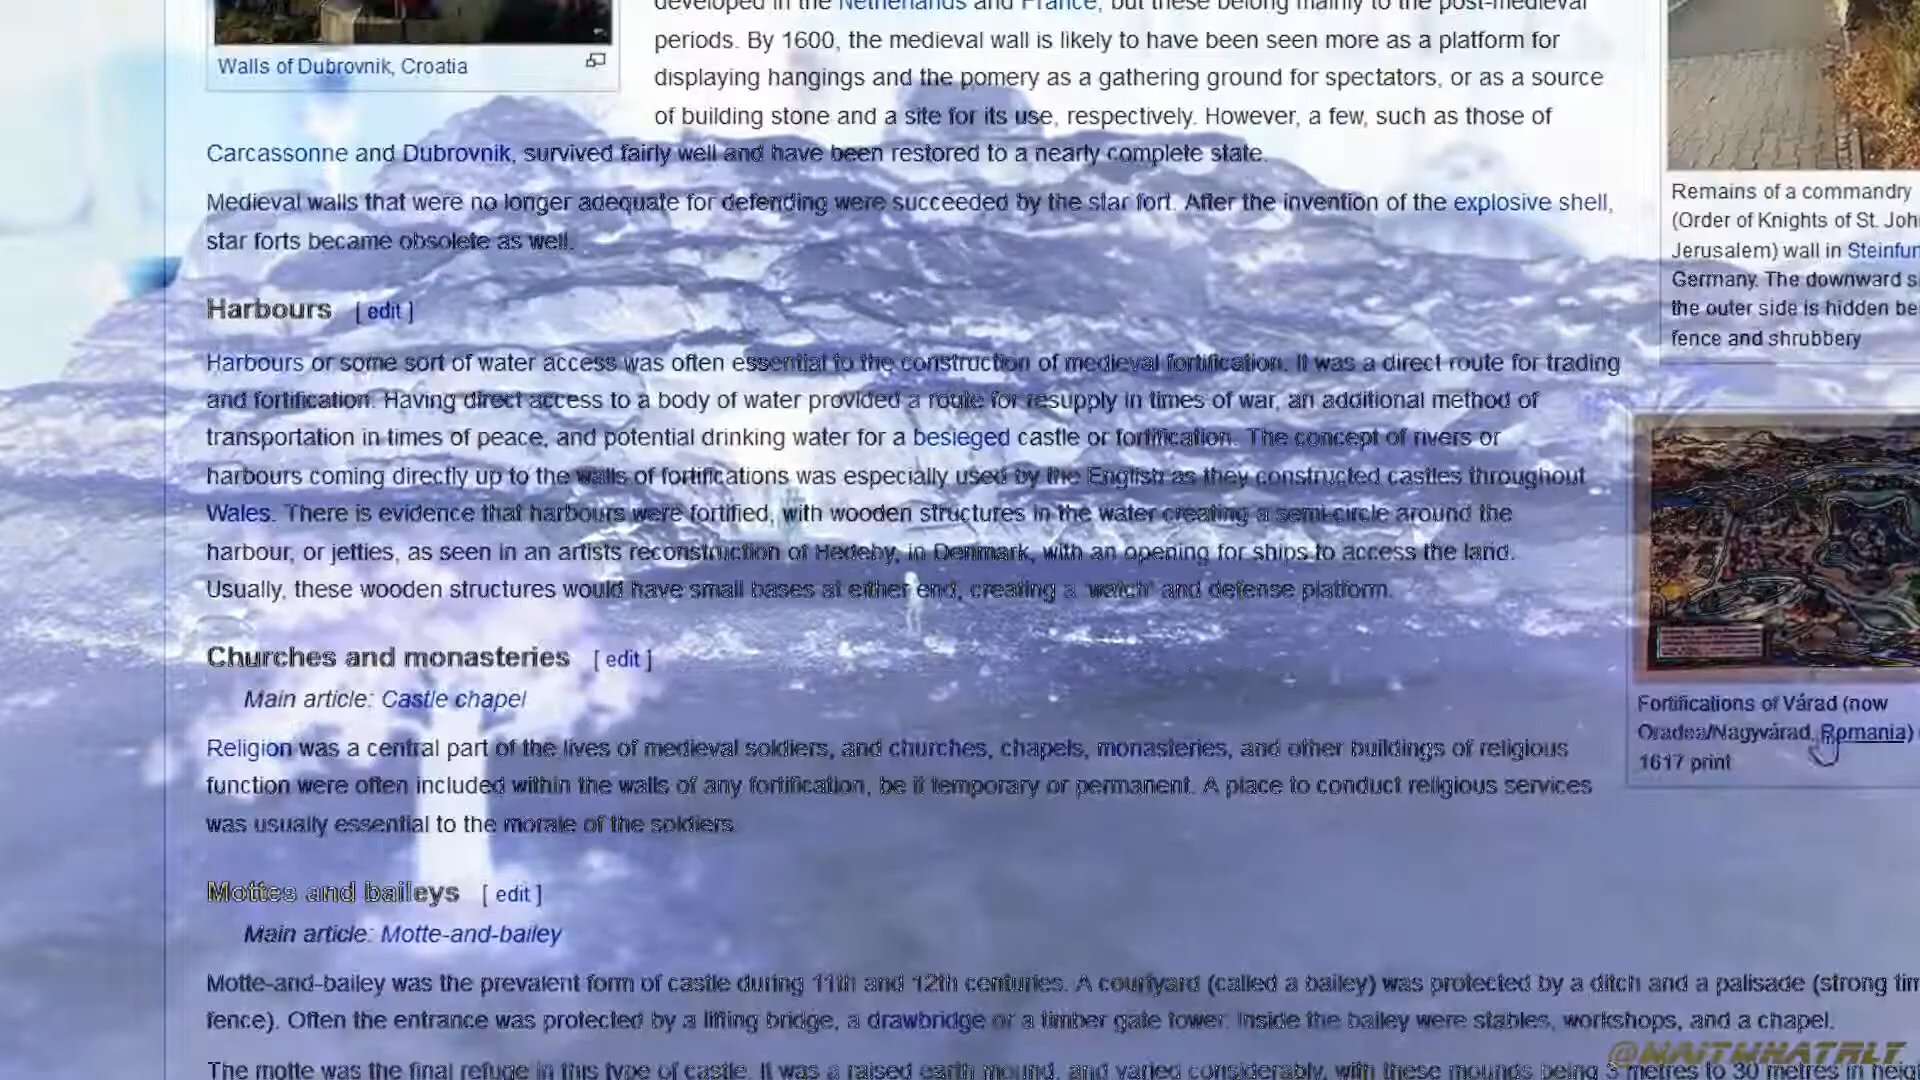 developed in the Netherlands and France, but these belong mainly to the post-medieval
periods. By 1600, the medieval wall is likely to have been seen more as a platform for
displaying hangings and the pomery as a gathering ground for spectators, or as a source
of building stone and a site for its use, respectively. However, a few, such as those of
Carcassonne and Dubrovnik, survived fairly well and have been restored to a nearly complete state.
Walls of Dubrovnik, Croatia
Medieval walls that were no longer adequate for defending were succeeded by the star fort. After the invention of the explosive shell,
star forts became obsolete as well.
Harbours [ edit ]
Harbours or some sort of water access was often essential to the construction of medieval fortification. It was a direct route for trading
and fortification. Having direct access to a body of water provided a route for resupply in times of war, an additional method of
transportation in times of peace, and potential drinking water for a besieged castle or fortification. The concept of rivers or
harbours coming directly up to the walls of fortifications was especially used by the English as they constructed castles throughout
Wales. There is evidence that harbours were fortified, with wooden structures in the water creating a semi-circle around the
harbour, or jetties, as seen in an artists reconstruction of Hedeby, in Denmark, with an opening for ships to access the land.
Usually, these wooden structures would have small bases at either end, creating a 'watch' and defense platform.
Churches and monasteries [ edit ]
Main article: Castle chapel
Religion was a central part of the lives of medieval soldiers, and churches, chapels, monasteries, and other buildings of religious
function were often included within the walls of any fortification, be it temporary or permanent. A place to conduct religious services
was usually essential to the morale of the soldiers.
Mottes and baileys [ edit ]
Main article: Motte-and-bailey
Motte-and-bailey was the prevalent form of castle during 11th and 12th centuries. A courtyard (called a bailey) was protected by a ditch and a palisade (strong tim
fence). Often the entrance was protected by a lifting bridge, a drawbridge or a timber gate tower. Inside the bailey were stables, workshops, and a chapel.
The motte was the final refuge in this type of castle. It was a raised earth mound, and varied considerably, with these mounds being 3 metres to 30 metres in heig
Remains of a commandry
(Order of Knights of St. Joh
Jerusalem) wall in Steinfur
Germany. The downward s
the outer side is hidden be
fence and shrubbery
Fortifications of Várad (now
Oradea/Nagyvárad, Romania)
1617 print
@WAITWHATRLT